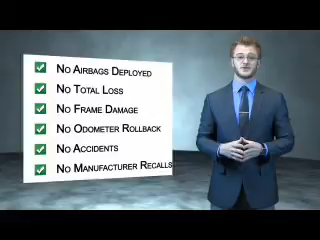 No Airbags Deployed
No Total Loss
No Frame Damage
No Odometer Rollback
No Accidents
No Manufacturer Recalls